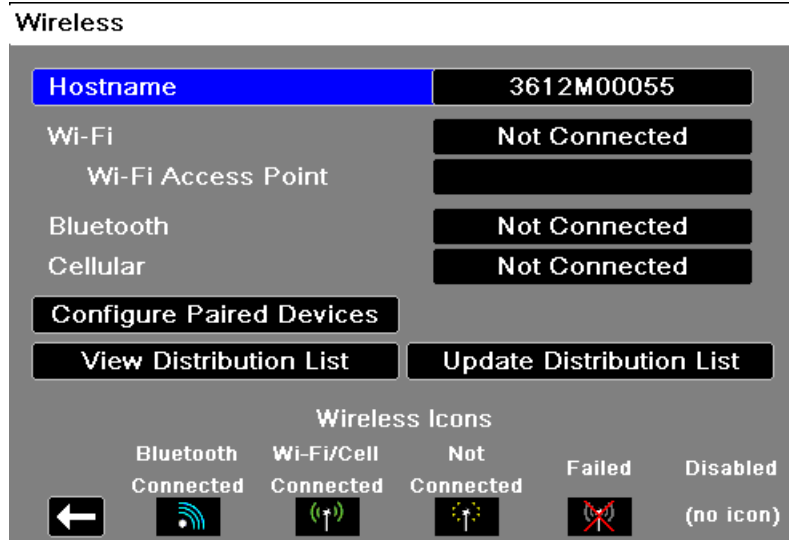 Wireless
Hostname 3612M00055
Wi-Fi Not Connected
Wi-Fi Access Point
Bluetooth Not Connected
Cellular Not Connected
Configure Paired Devices
View Distribution List Update Distribution List
Wireless Icons
Bluetooth Wi-Fi/Cell Not Failed Disabled
Connected Connected Connected
(no icon)